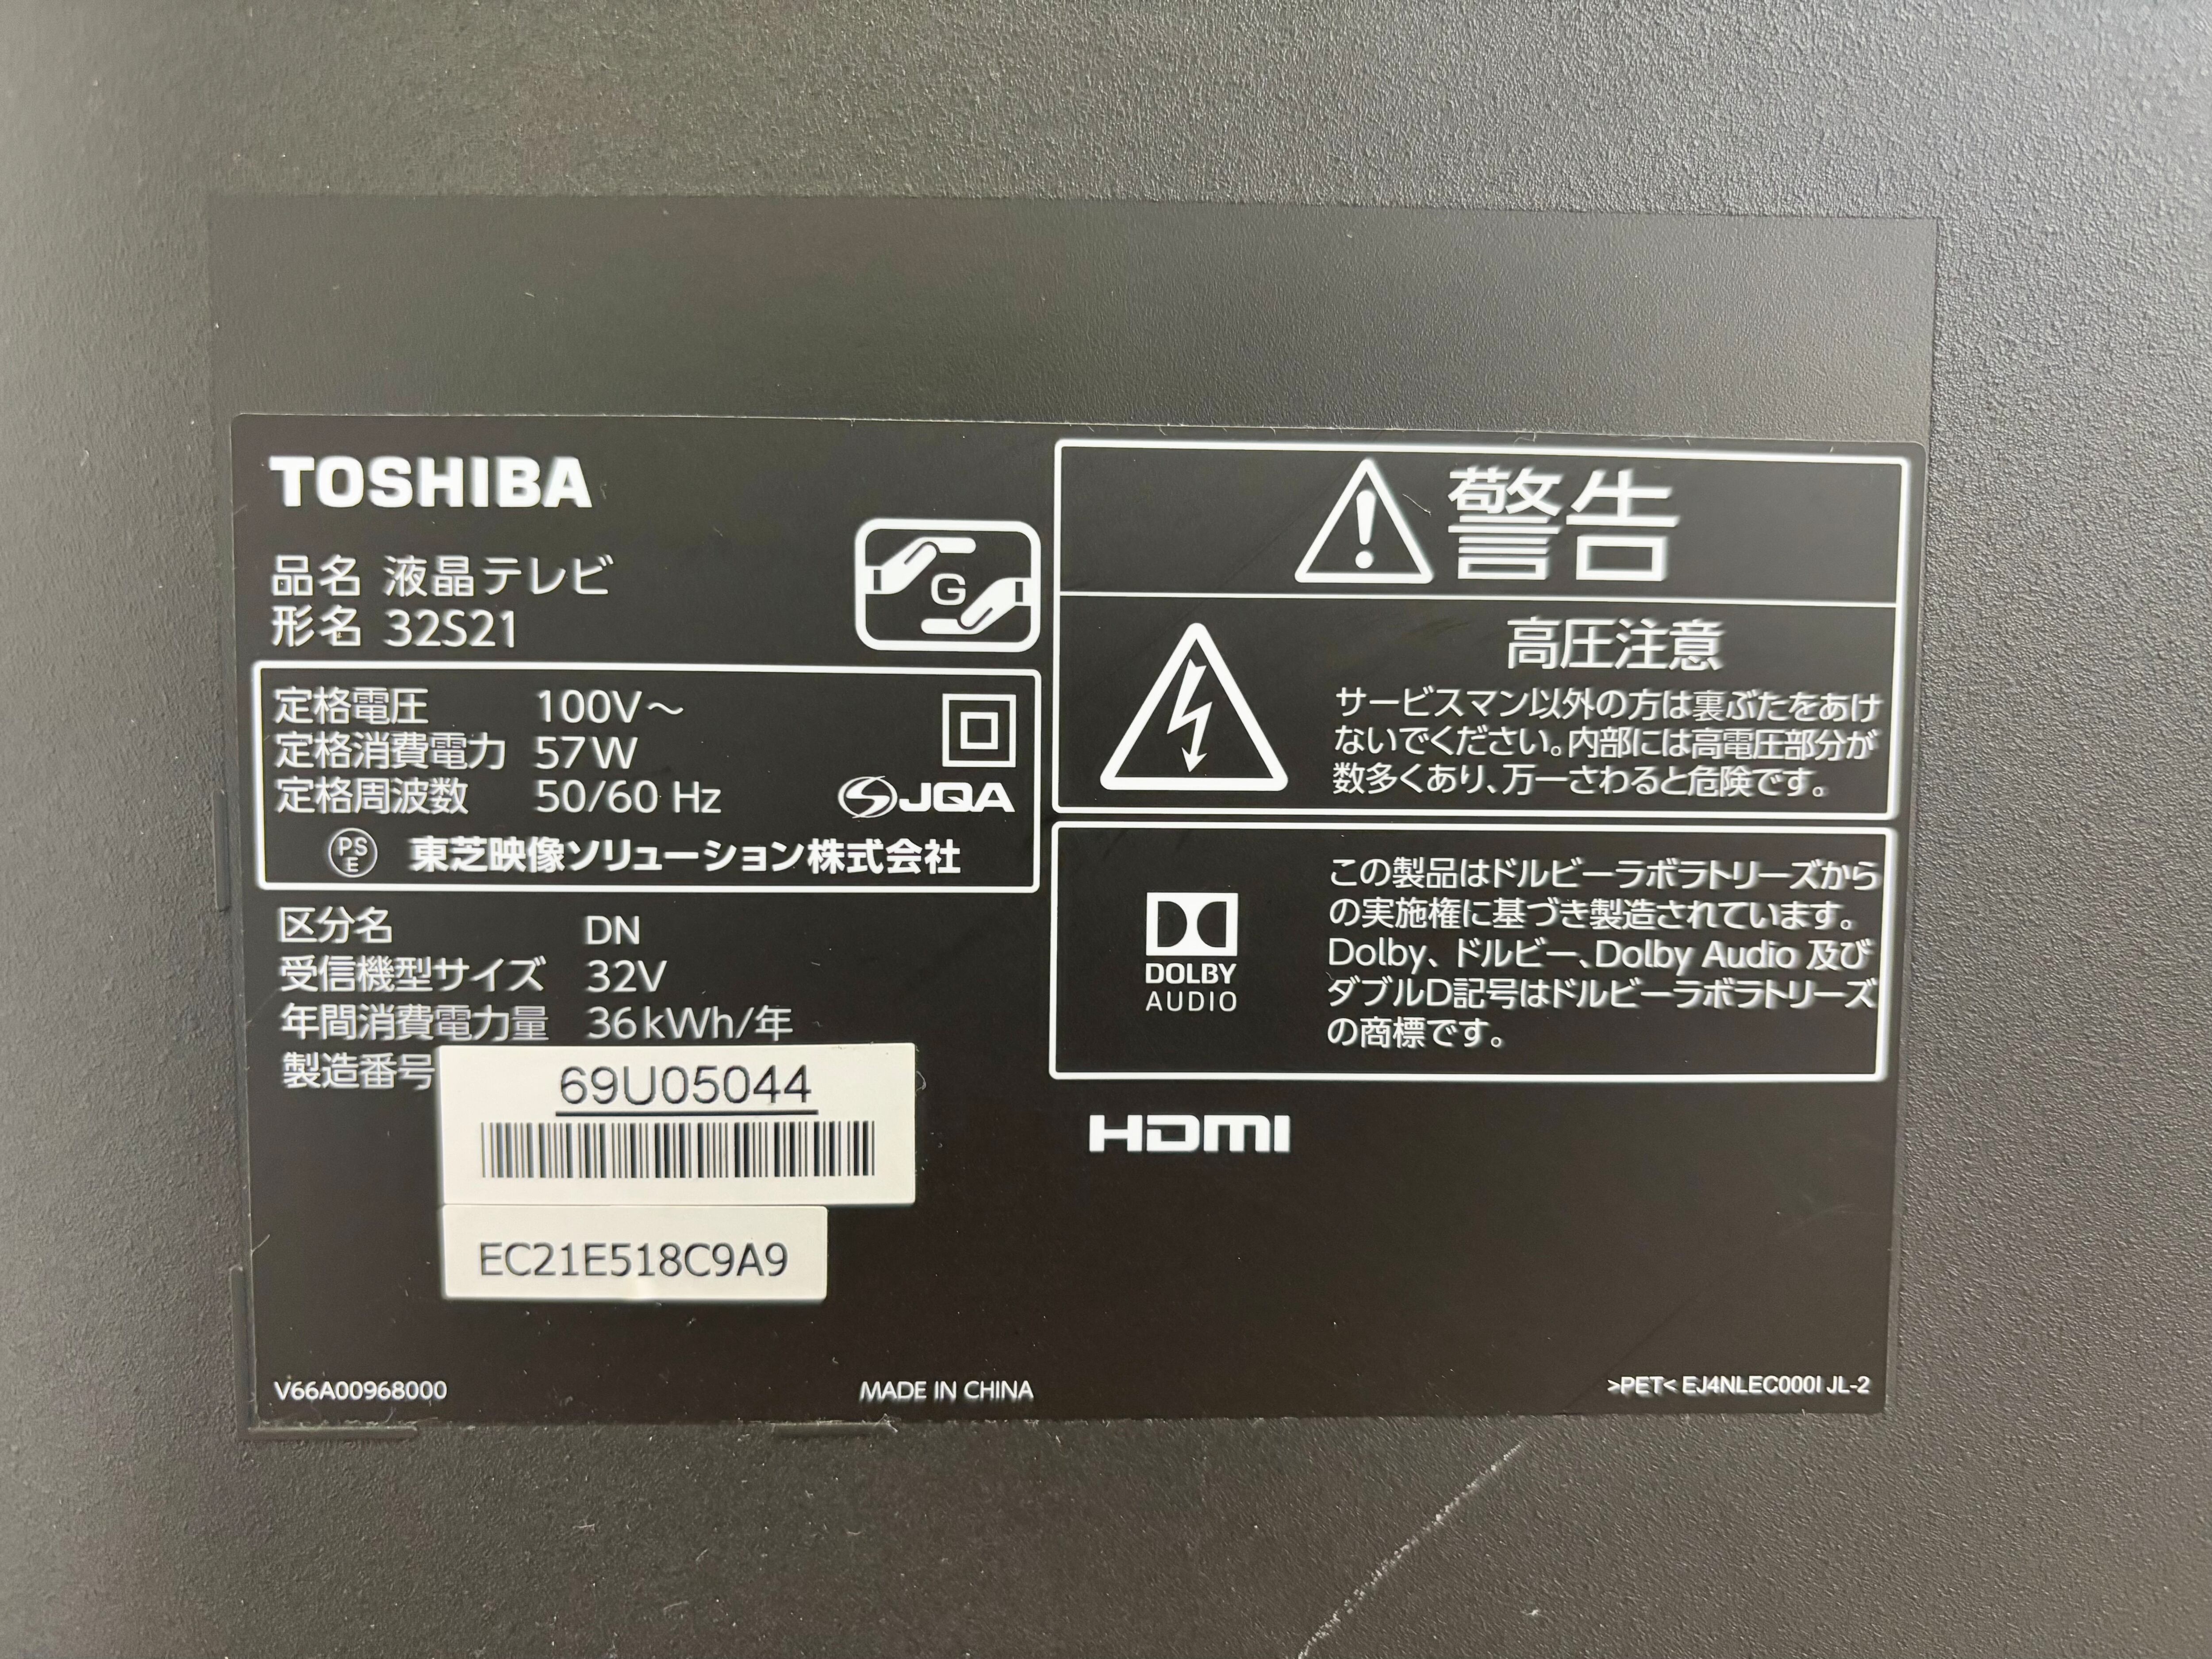 TOSHIBA
品名 液晶テレビ
形名 32S21
G
定格電圧 100V～
定格消費電力 57W
定格周波数 50/60 Hz
JQA
PS
E
東芝映像ソリューション株式会社
区分名 DN
受信機型サイズ 32V
年間消費電力量 36kWh/年
製造番号
69U05044
EC21E518C9A9
V66A00968000
MADE IN CHINA
警告
高圧注意
サービスマン以外の方は裏ぶたをあけ
ないでください。内部には高電圧部分が
数多くあり、万一さわると危険です。
DOLBY
AUDIO
この製品はドルビーラボラトリーズから
の実施権に基づき製造されています。
Dolby、ドルビー、Dolby Audio 及び
ダブルD記号はドルビーラボラトリーズ
の商標です。
HDMI
>PET< EJ4NLEC000I JL-2